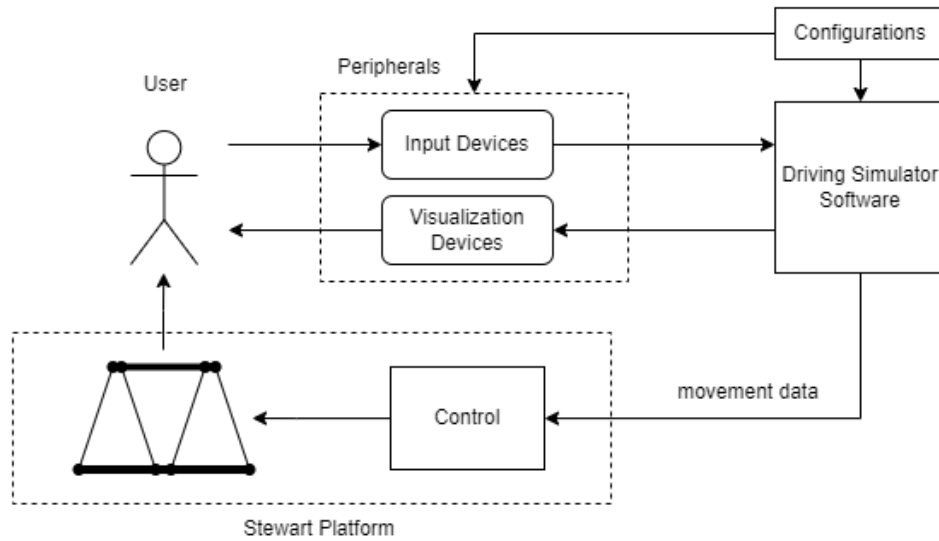 Configurations
Peripherals
User
Input Devices
Driving Simulator
Software
Visualization
Devices
movement data
Control
Stewart Platform